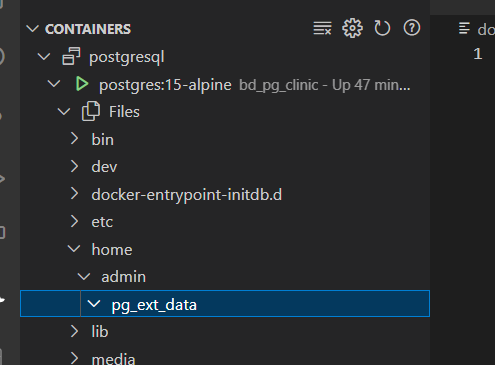 CONTAINERS
postgresql
postgres:15-alpine bd_pg_clinic - Up 47 min...
Files
bin
dev
docker-entrypoint-initdb.d
etc
home
admin
pg_ext_data
lib
media
do
1